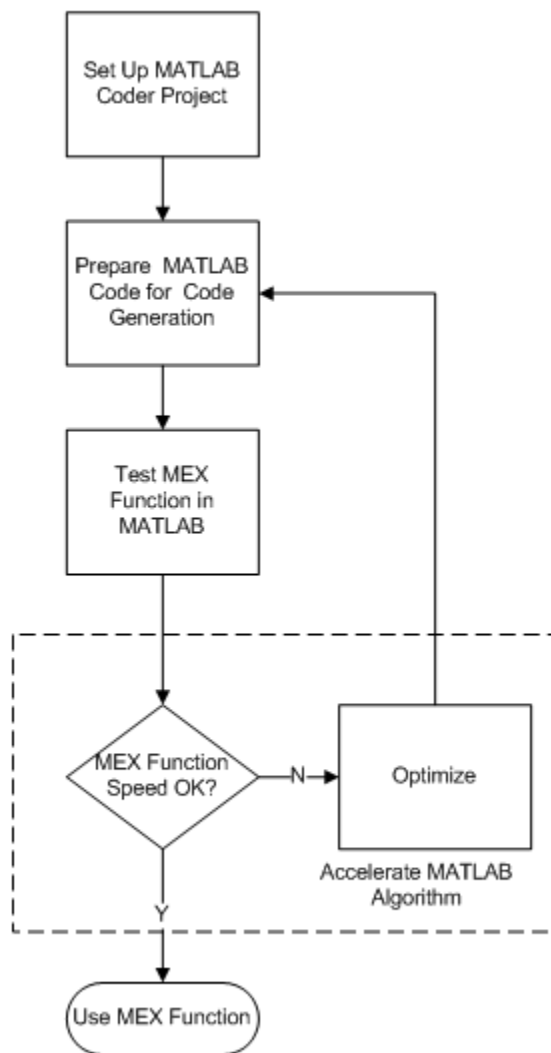 Set Up MATLAB
Coder Project
Prepare MATLAB
Code for Code
Generation
Test MEX
Function in
MATLAB
MEX Function
Speed OK?
N
Optimize
Accelerate MATLAB
Algorithm
Y
Use MEX Function